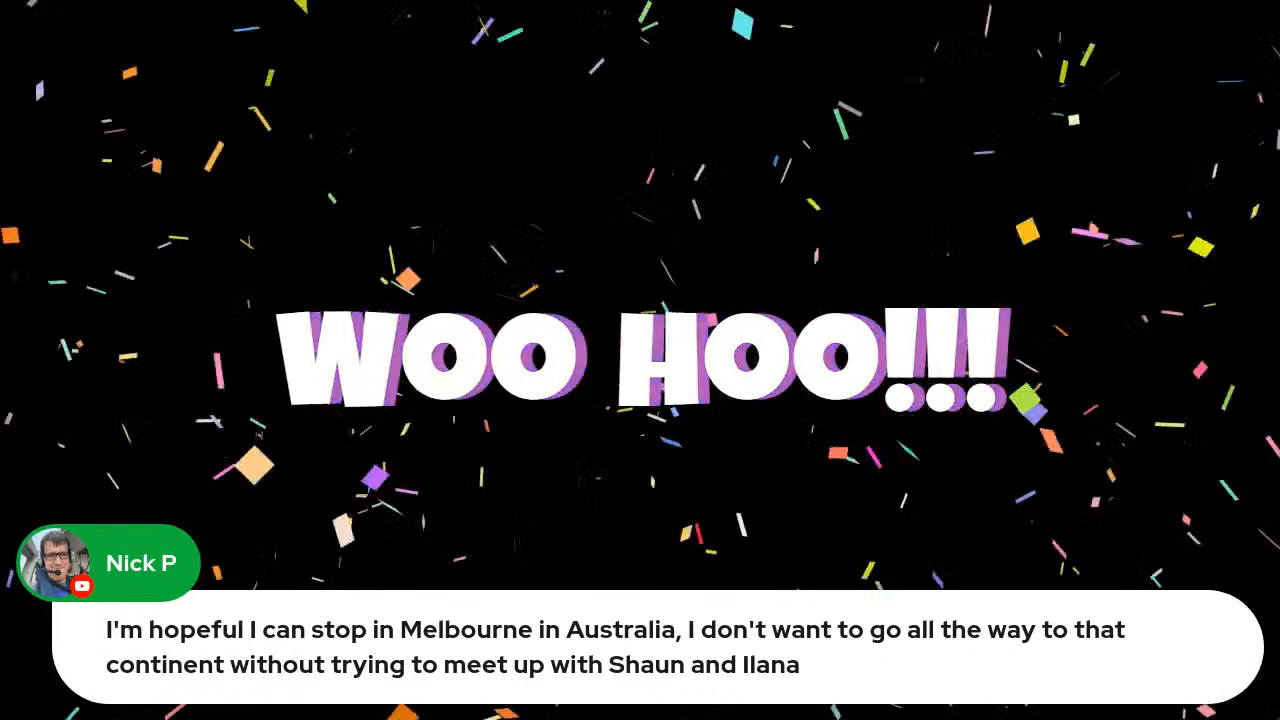 WOO HOO!!!
Nick P
I'm hopeful I can stop in Melbourne in Australia, I don't want to go all the way to that
continent without trying to meet up with Shaun and Ilana